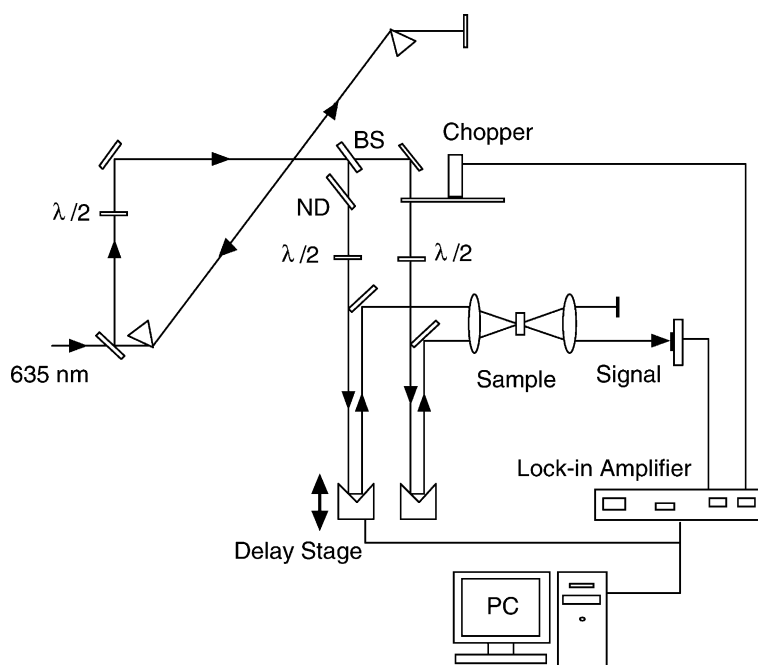 Chopper
BS
ND
λ /2
λ /2
λ /2
635 nm
Sample
Signal
Lock-in Amplifier
Delay Stage
PC